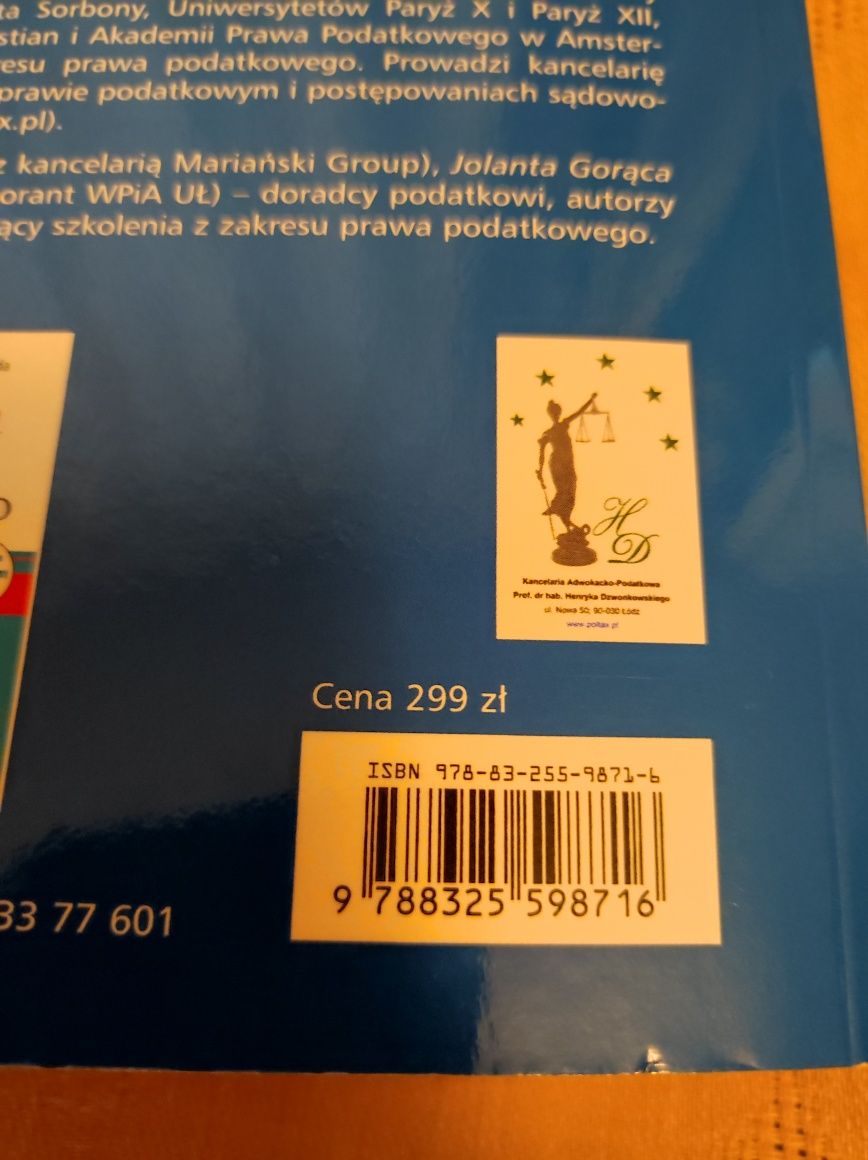 ta Sorbony, Uniwersytetów Paryż X i Paryż XII,
stian i Akademii Prawa Podatkowego w Amster-
resu prawa podatkowego. Prowadzi kancelarię
prawie podatkowym i postępowaniach sądowo-
x.pl).
z kancelarią Mariański Group), Jolanta Gorąca
orant WPiA UŁ) – doradcy podatkowi, autorzy
ący szkolenia z zakresu prawa podatkowego.
HD
Kancelaria Adwokacko-Podatkowa
Prof. dr hab. Henryka Dzwonkowskiego
ul. Nowa 50, 90-030 Łódź
Cena 299 zł
ISBN 978-83-255-9871-6
9 788325 598716
33 77 601